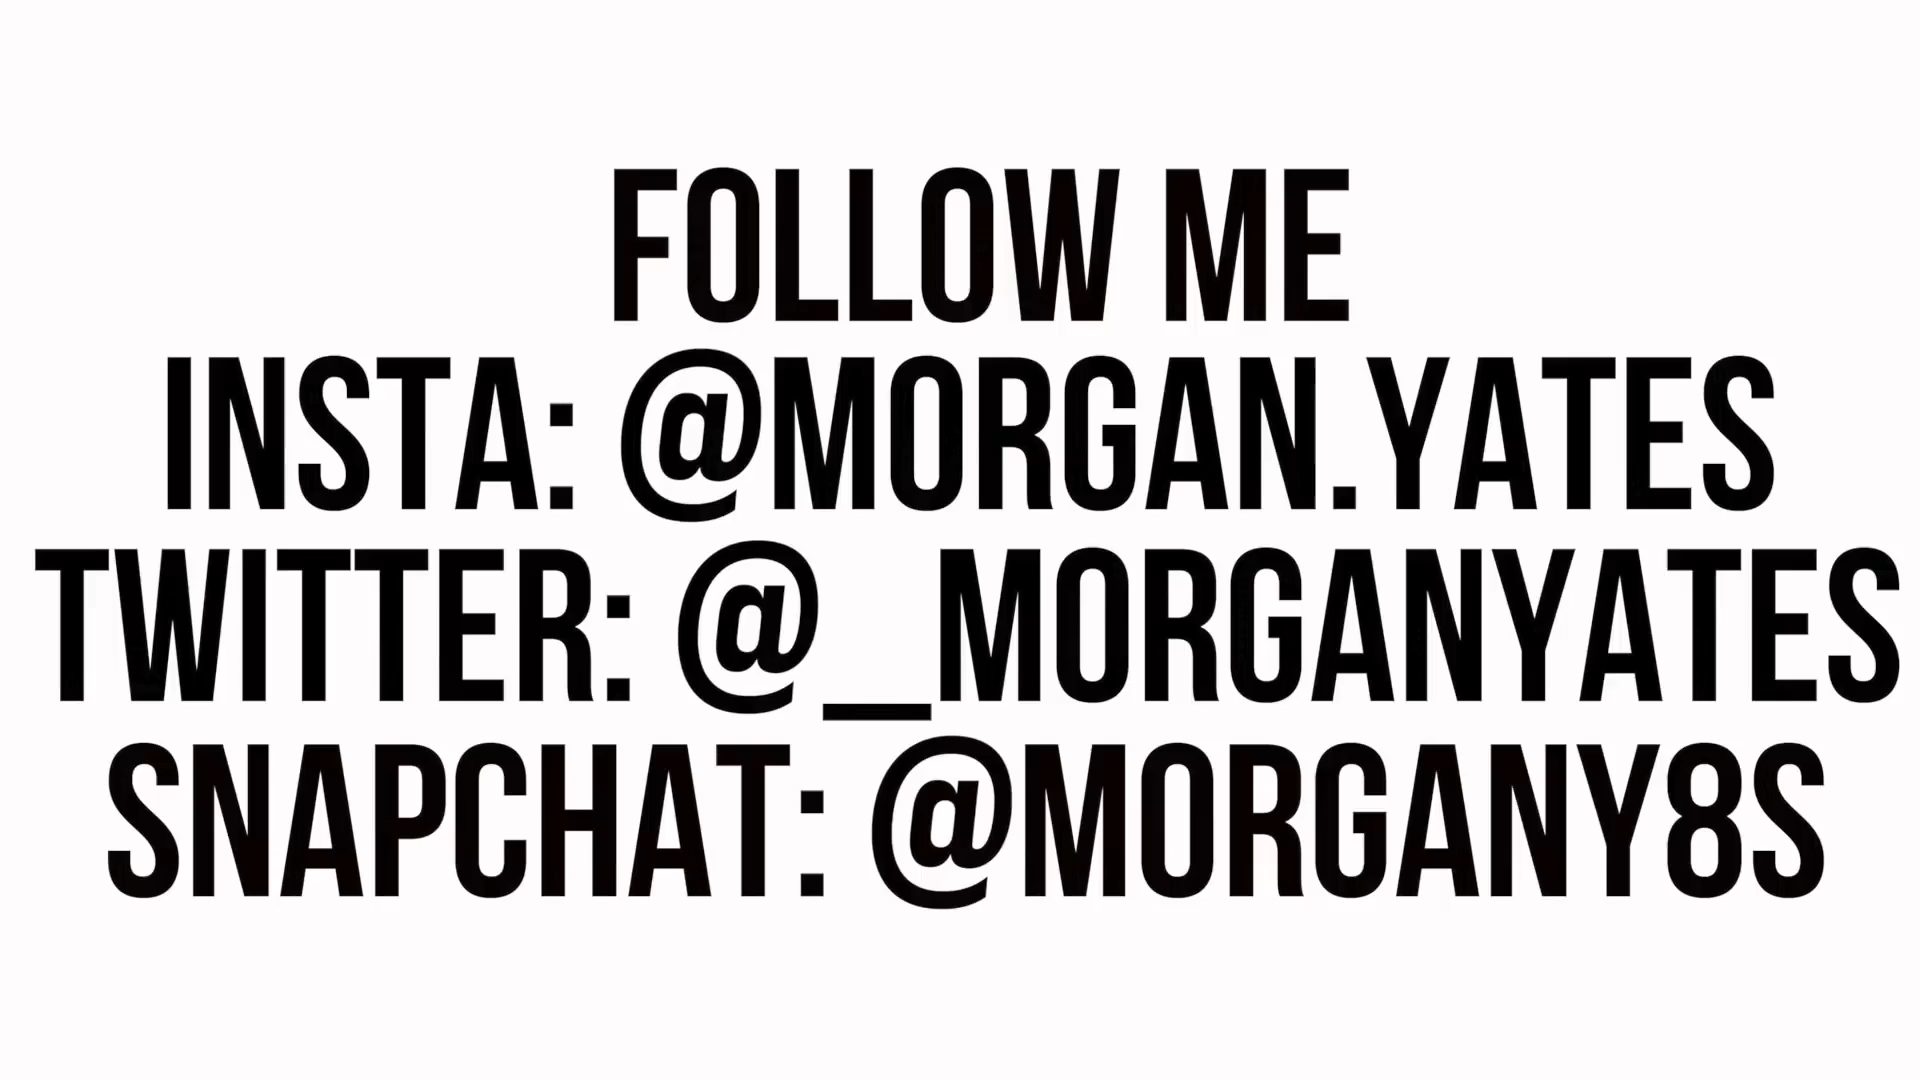 FOLLOW ME
INSTA: @MORGAN.YATES
TWITTER: @_MORGANYATES
SNAPCHAT: @MORGANY8S